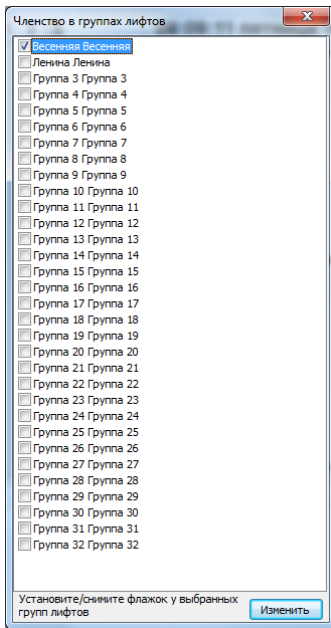 Членство в группах лифтов
Весенняя Весенняя
Ленина Ленина
Группа 3 Группа 3
Группа 4 Группа 4
Группа 5 Группа 5
Группа 6 Группа 6
Группа 7 Группа 7
Группа 8 Группа 8
Группа 9 Группа 9
Группа 10 Группа 10
Группа 11 Группа 11
Группа 12 Группа 12
Группа 13 Группа 13
Группа 14 Группа 14
Группа 15 Группа 15
Группа 16 Группа 16
Группа 17 Группа 17
Группа 18 Группа 18
Группа 19 Группа 19
Группа 20 Группа 20
Группа 21 Группа 21
Группа 22 Группа 22
Группа 23 Группа 23
Группа 24 Группа 24
Группа 25 Группа 25
Группа 26 Группа 26
Группа 27 Группа 27
Группа 28 Группа 28
Группа 29 Группа 29
Группа 30 Группа 30
Группа 31 Группа 31
Группа 32 Группа 32
Установите/снимите флажок у выбранных
групп лифтов
Изменить